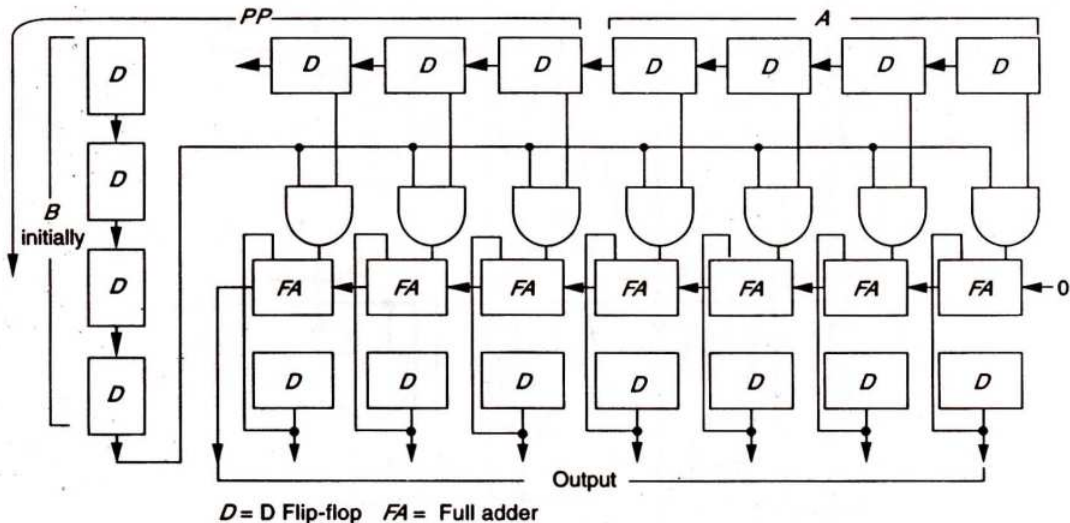 PP A
D D D D D D D D
D
B
initially
D
FA FA FA FA FA FA FA 0
D D D D D D D D
Output
D = D Flip-flop FA = Full adder